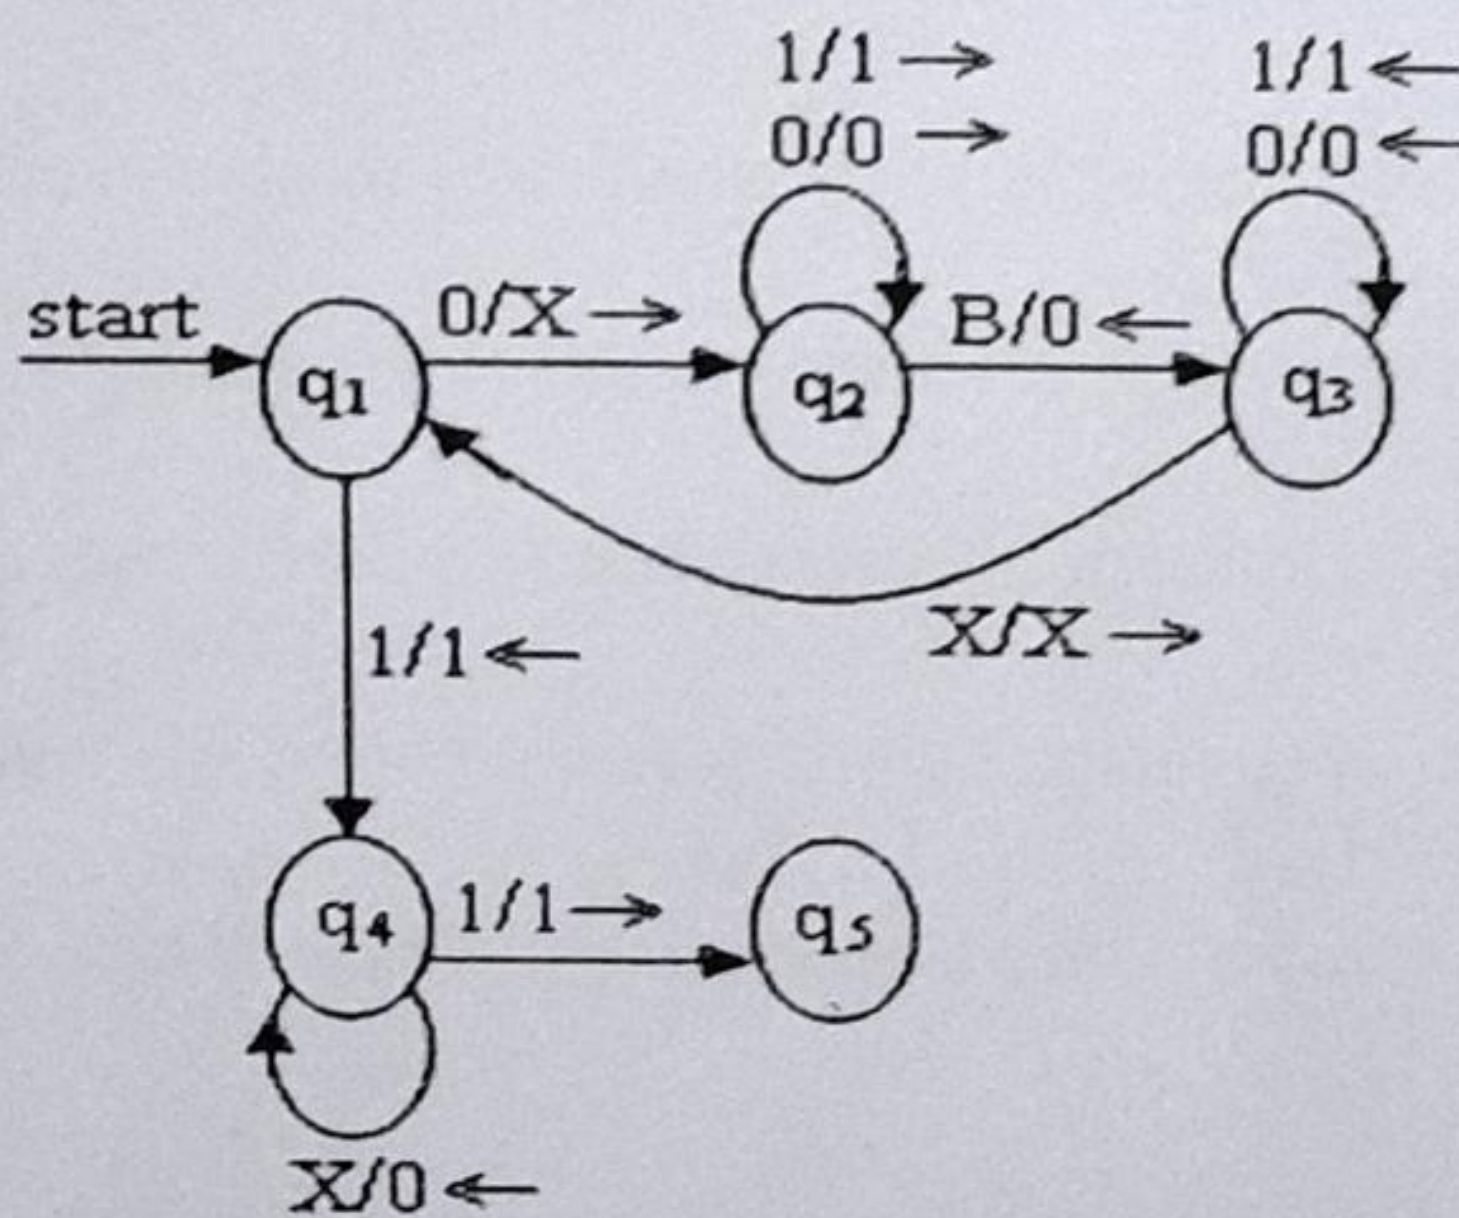 1/1 →
0/0 →
1/1 ←
0/0 ←
start
0/X →
B/0 ←
q1
q2
q3
X/X →
1/1 ←
q4
1/1 →
q5
X/0 ←